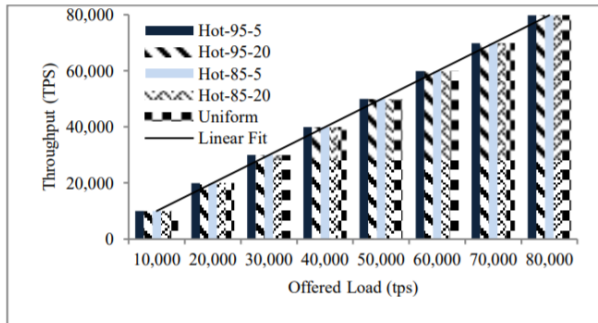 80,000
60,000
40,000
20,000
0
Throughput (TPS)
Hot-95-5
Hot-95-20
Hot-85-5
Hot-85-20
Uniform
Linear Fit
10,000 20,000 30,000 40,000 50,000 60,000 70,000 80,000
Offered Load (tps)